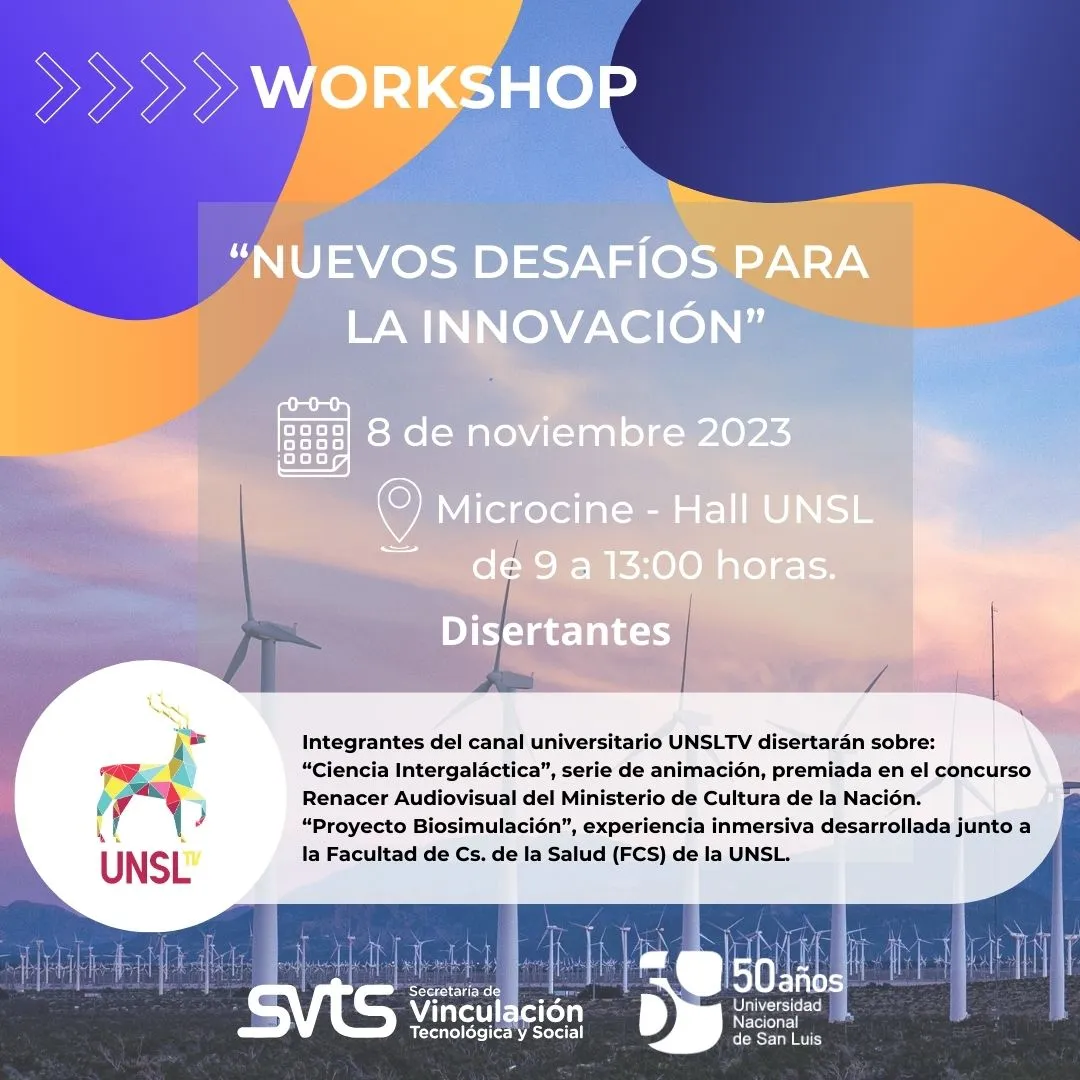 WORKSHOP
“NUEVOS DESAFÍOS PARA
LA INNOVACIÓN”
8 de noviembre 2023
Microcine - Hall UNSL
de 9 a 13:00 horas.
Disertantes
Integrantes del canal universitario UNSLTV disertarán sobre:
“Ciencia Intergaláctica”, serie de animación, premiada en el concurso
Renacer Audiovisual del Ministerio de Cultura de la Nación.
“Proyecto Biosimulación”, experiencia inmersiva desarrollada junto a
la Facultad de Cs. de la Salud (FCS) de la UNSL.
UNSL TV
svts
Secretaría de
Vinculación
Tecnológica y Social
50 años
Universidad
Nacional
de San Luis